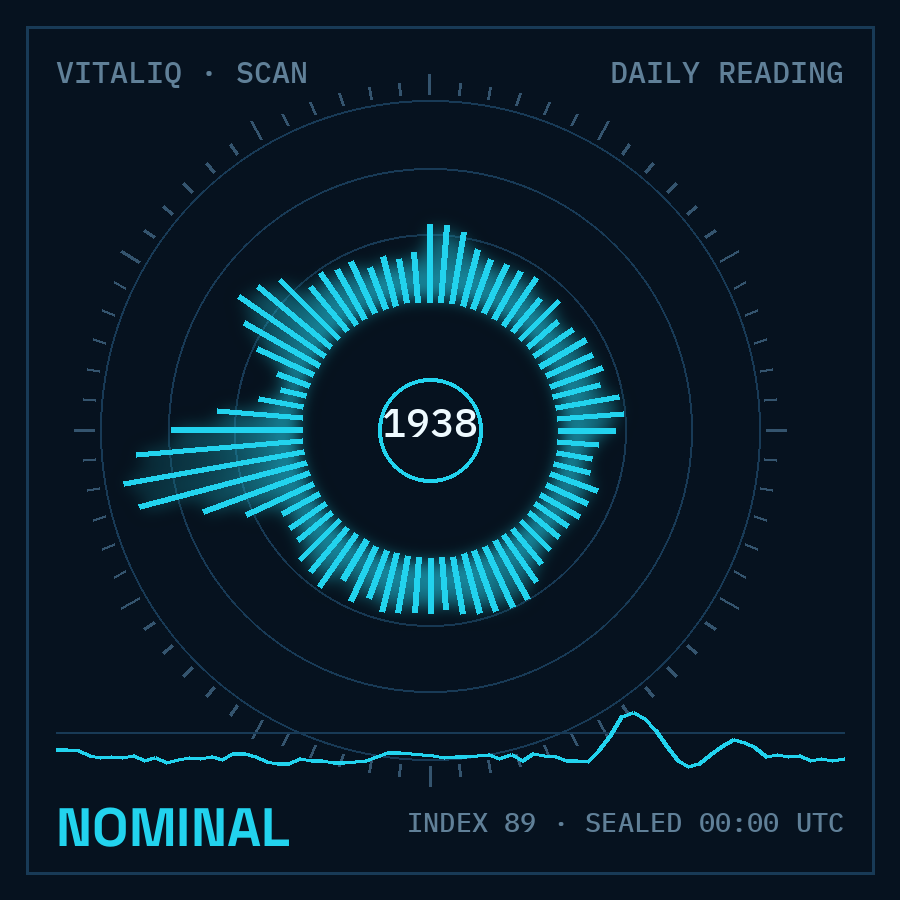 VITALIQ · SCAN
DAILY READING
1938
NOMINAL
INDEX 89 · SEALED 00:00 UTC